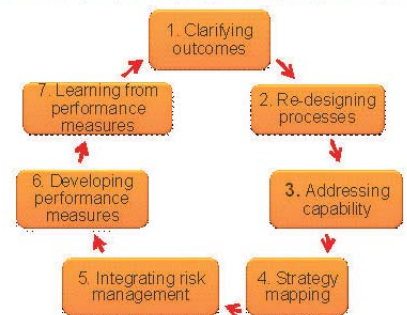 1. Clarifying
outcomes
2. Re-designing
processes
3. Addressing
capability
4. Strategy
mapping
5. Integrating risk
management
6. Developing
performance
measures
7. Learning from
performance
measures